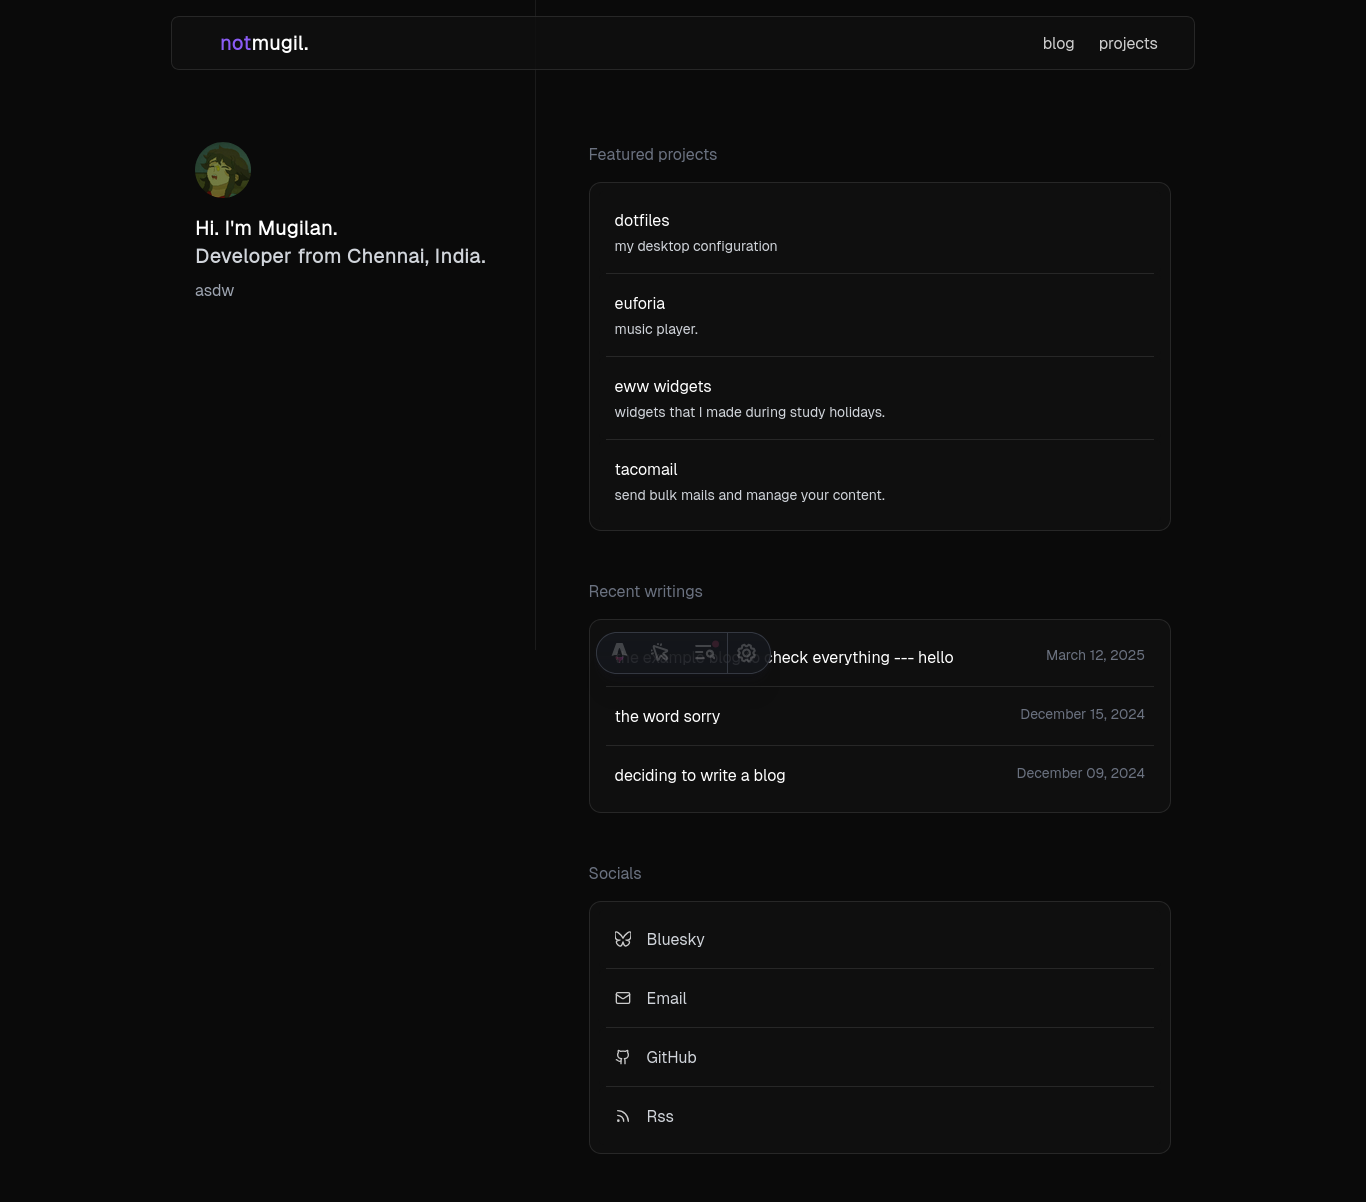 notmugil.
blog projects
Hi. I'm Mugilan.
Developer from Chennai, India.
asdw
Featured projects
dotfiles
my desktop configuration
euforia
music player.
eww widgets
widgets that I made during study holidays.
tacomail
send bulk mails and manage your content.
Recent writings
the example blog to check everything --- hello March 12, 2025
the word sorry December 15, 2024
deciding to write a blog December 09, 2024
Socials
Bluesky
Email
GitHub
Rss